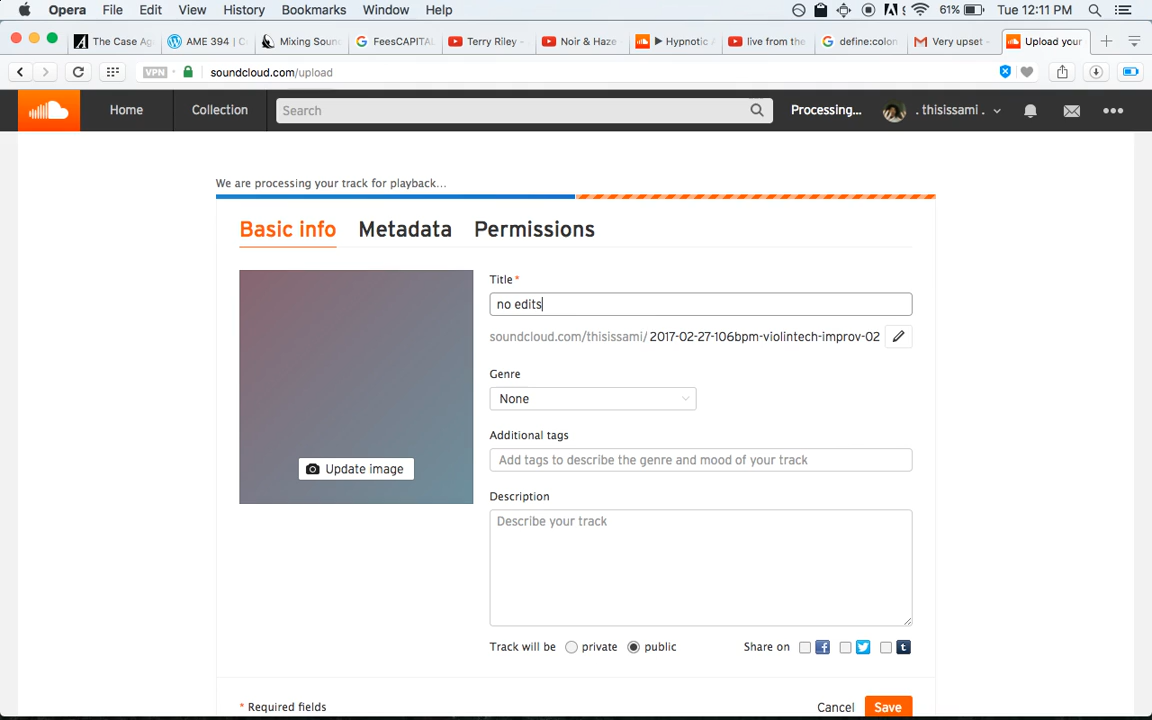 Opera File Edit View History Bookmarks Window Help 61% Tue 12:11 PM
The Case Ag AME 394 | C Mixing Soun FeesCAPITAL Terry Riley - Noir & Haze Hypnotic live from the define:colon Very upset - Upload your
VPN soundcloud.com/upload
Home Collection Search Processing... . thisissami .
We are processing your track for playback...
Basic info Metadata Permissions
Title *
no edits
soundcloud.com/thisissami/ 2017-02-27-106bpm-violintech-improv-02
Genre
None
Additional tags
Add tags to describe the genre and mood of your track
Update image
Description
Describe your track
Track will be private public Share on
* Required fields Cancel Save